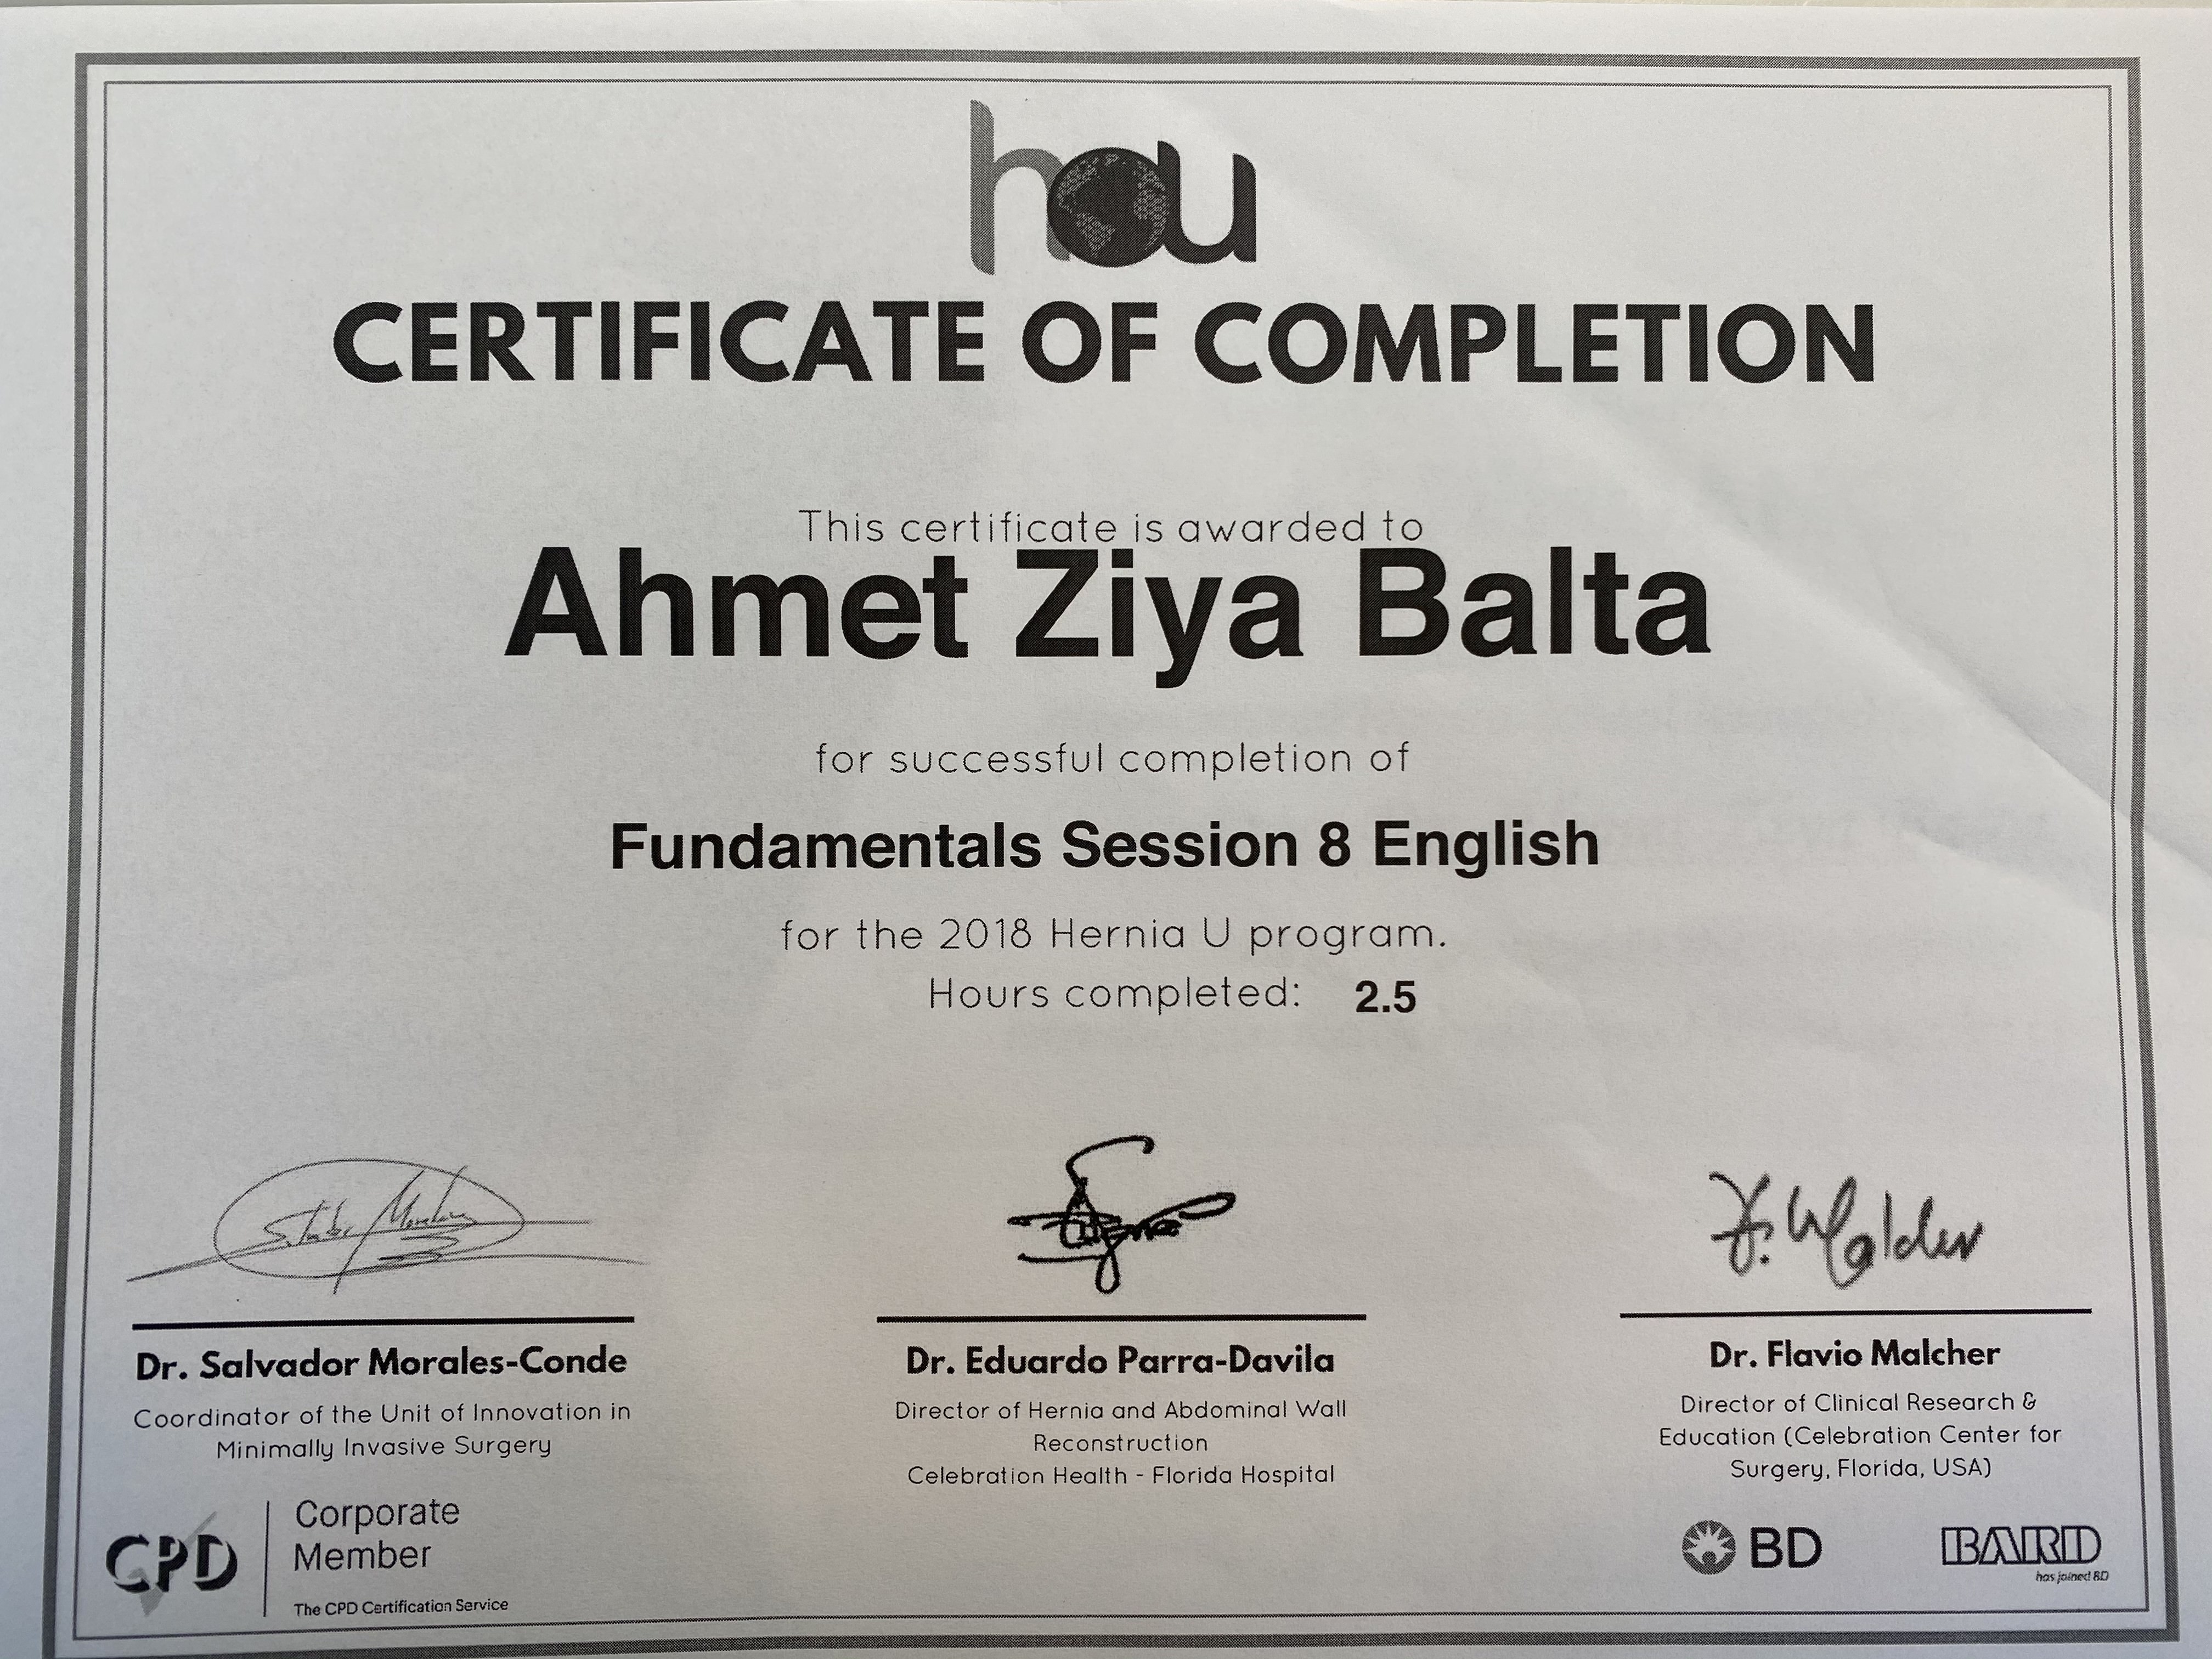 hou
CERTIFICATE OF COMPLETION
This certificate is awarded to
Ahmet Ziya Balta
for successful completion of
Fundamentals Session 8 English
for the 2018 Hernia U program.
Hours completed: 2.5
F. Malcher
Dr. Salvador Morales-Conde
Coordinator of the Unit of Innovation in
Minimally Invasive Surgery
Dr. Eduardo Parra-Davila
Director of Hernia and Abdominal Wall
Reconstruction
Celebration Health - Florida Hospital
Dr. Flavio Malcher
Director of Clinical Research &
Education (Celebration Center for
Surgery, Florida, USA)
CPD
Corporate
Member
The CPD Certification Service
BD
BARD
has joined BD